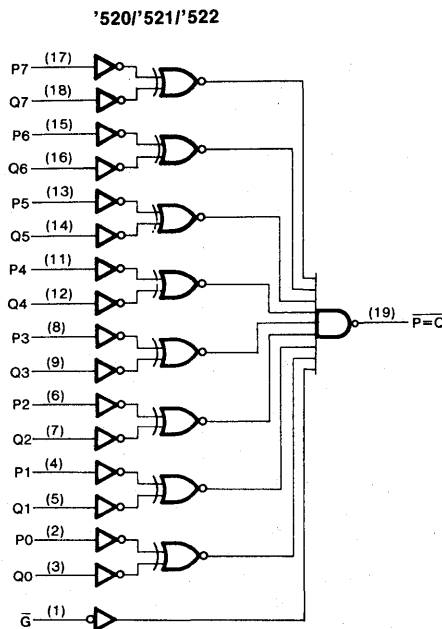 '520/'521/'522
P7 (17)
Q7 (18)
P6 (15)
Q6 (16)
P5 (13)
Q5 (14)
P4 (11)
Q4 (12)
P3 (8)
Q3 (9)
(19) P=Q
P2 (6)
Q2 (7)
P1 (4)
Q1 (5)
P0 (2)
Q0 (3)
G (1)